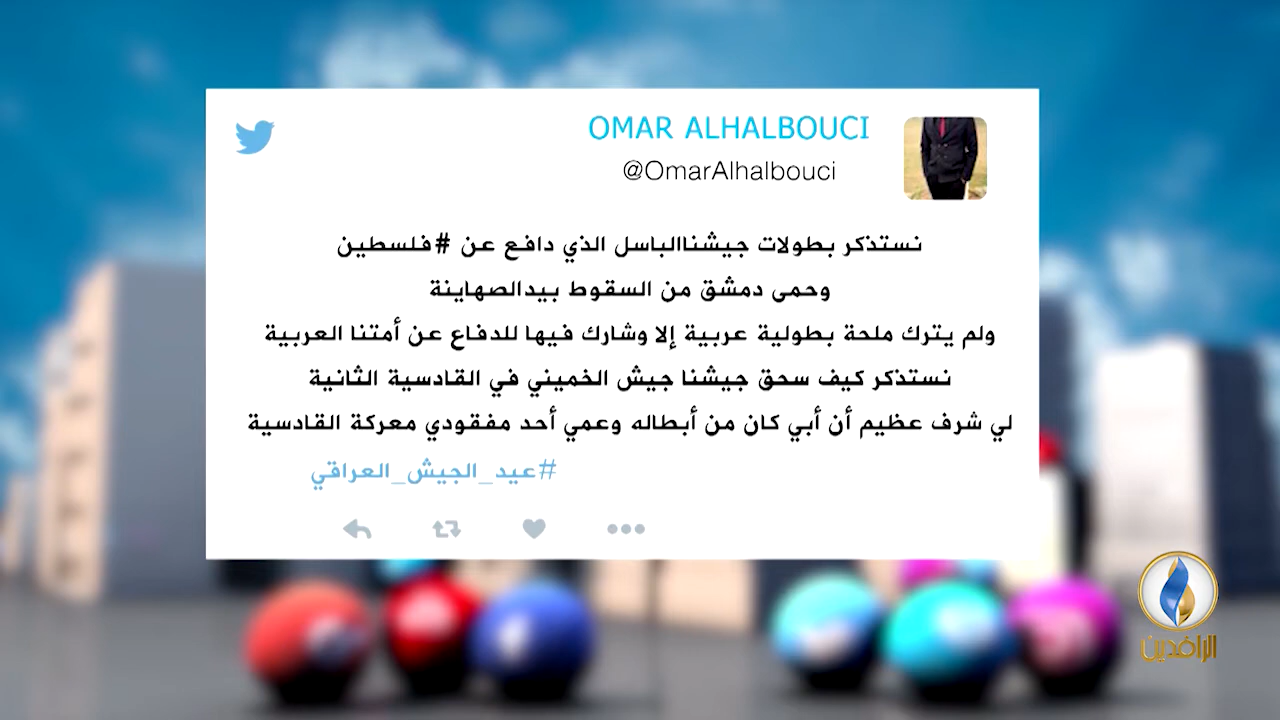 OMAR ALHALBOUCI
@OmarAlhalbouci
نستذكر بطولات جيشناالباسل الذي دافع عن #فلسطين
وحمى دمشق من السقوط بيدالصهاينة
ولم يترك ملحة بطولية عربية إلا وشارك فيها للدفاع عن أمتنا العربية
نستذكر كيف سحق جيشنا جيش الخميني في القادسية الثانية
لي شرف عظيم أن أبي كان من أبطاله وعمي أحد مفقودي معركة القادسية
#عيد_الجيش_العراقي
الرافدين